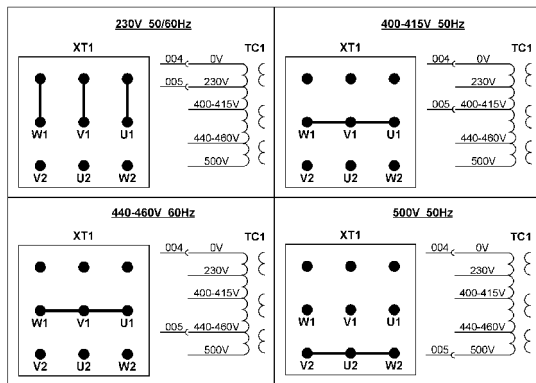 230V 50/60Hz
XT1
TC1
004 0V
005 230V
400-415V
440-460V
500V
W1 V1 U1
V2 U2 W2
400-415V 50Hz
XT1
TC1
004 0V
230V
005 400-415V
440-460V
500V
W1 V1 U1
V2 U2 W2
440-460V 60Hz
XT1
TC1
004 0V
230V
400-415V
005 440-460V
500V
W1 V1 U1
V2 U2 W2
500V 50Hz
XT1
TC1
004 0V
230V
400-415V
440-460V
005 500V
W1 V1 U1
V2 U2 W2